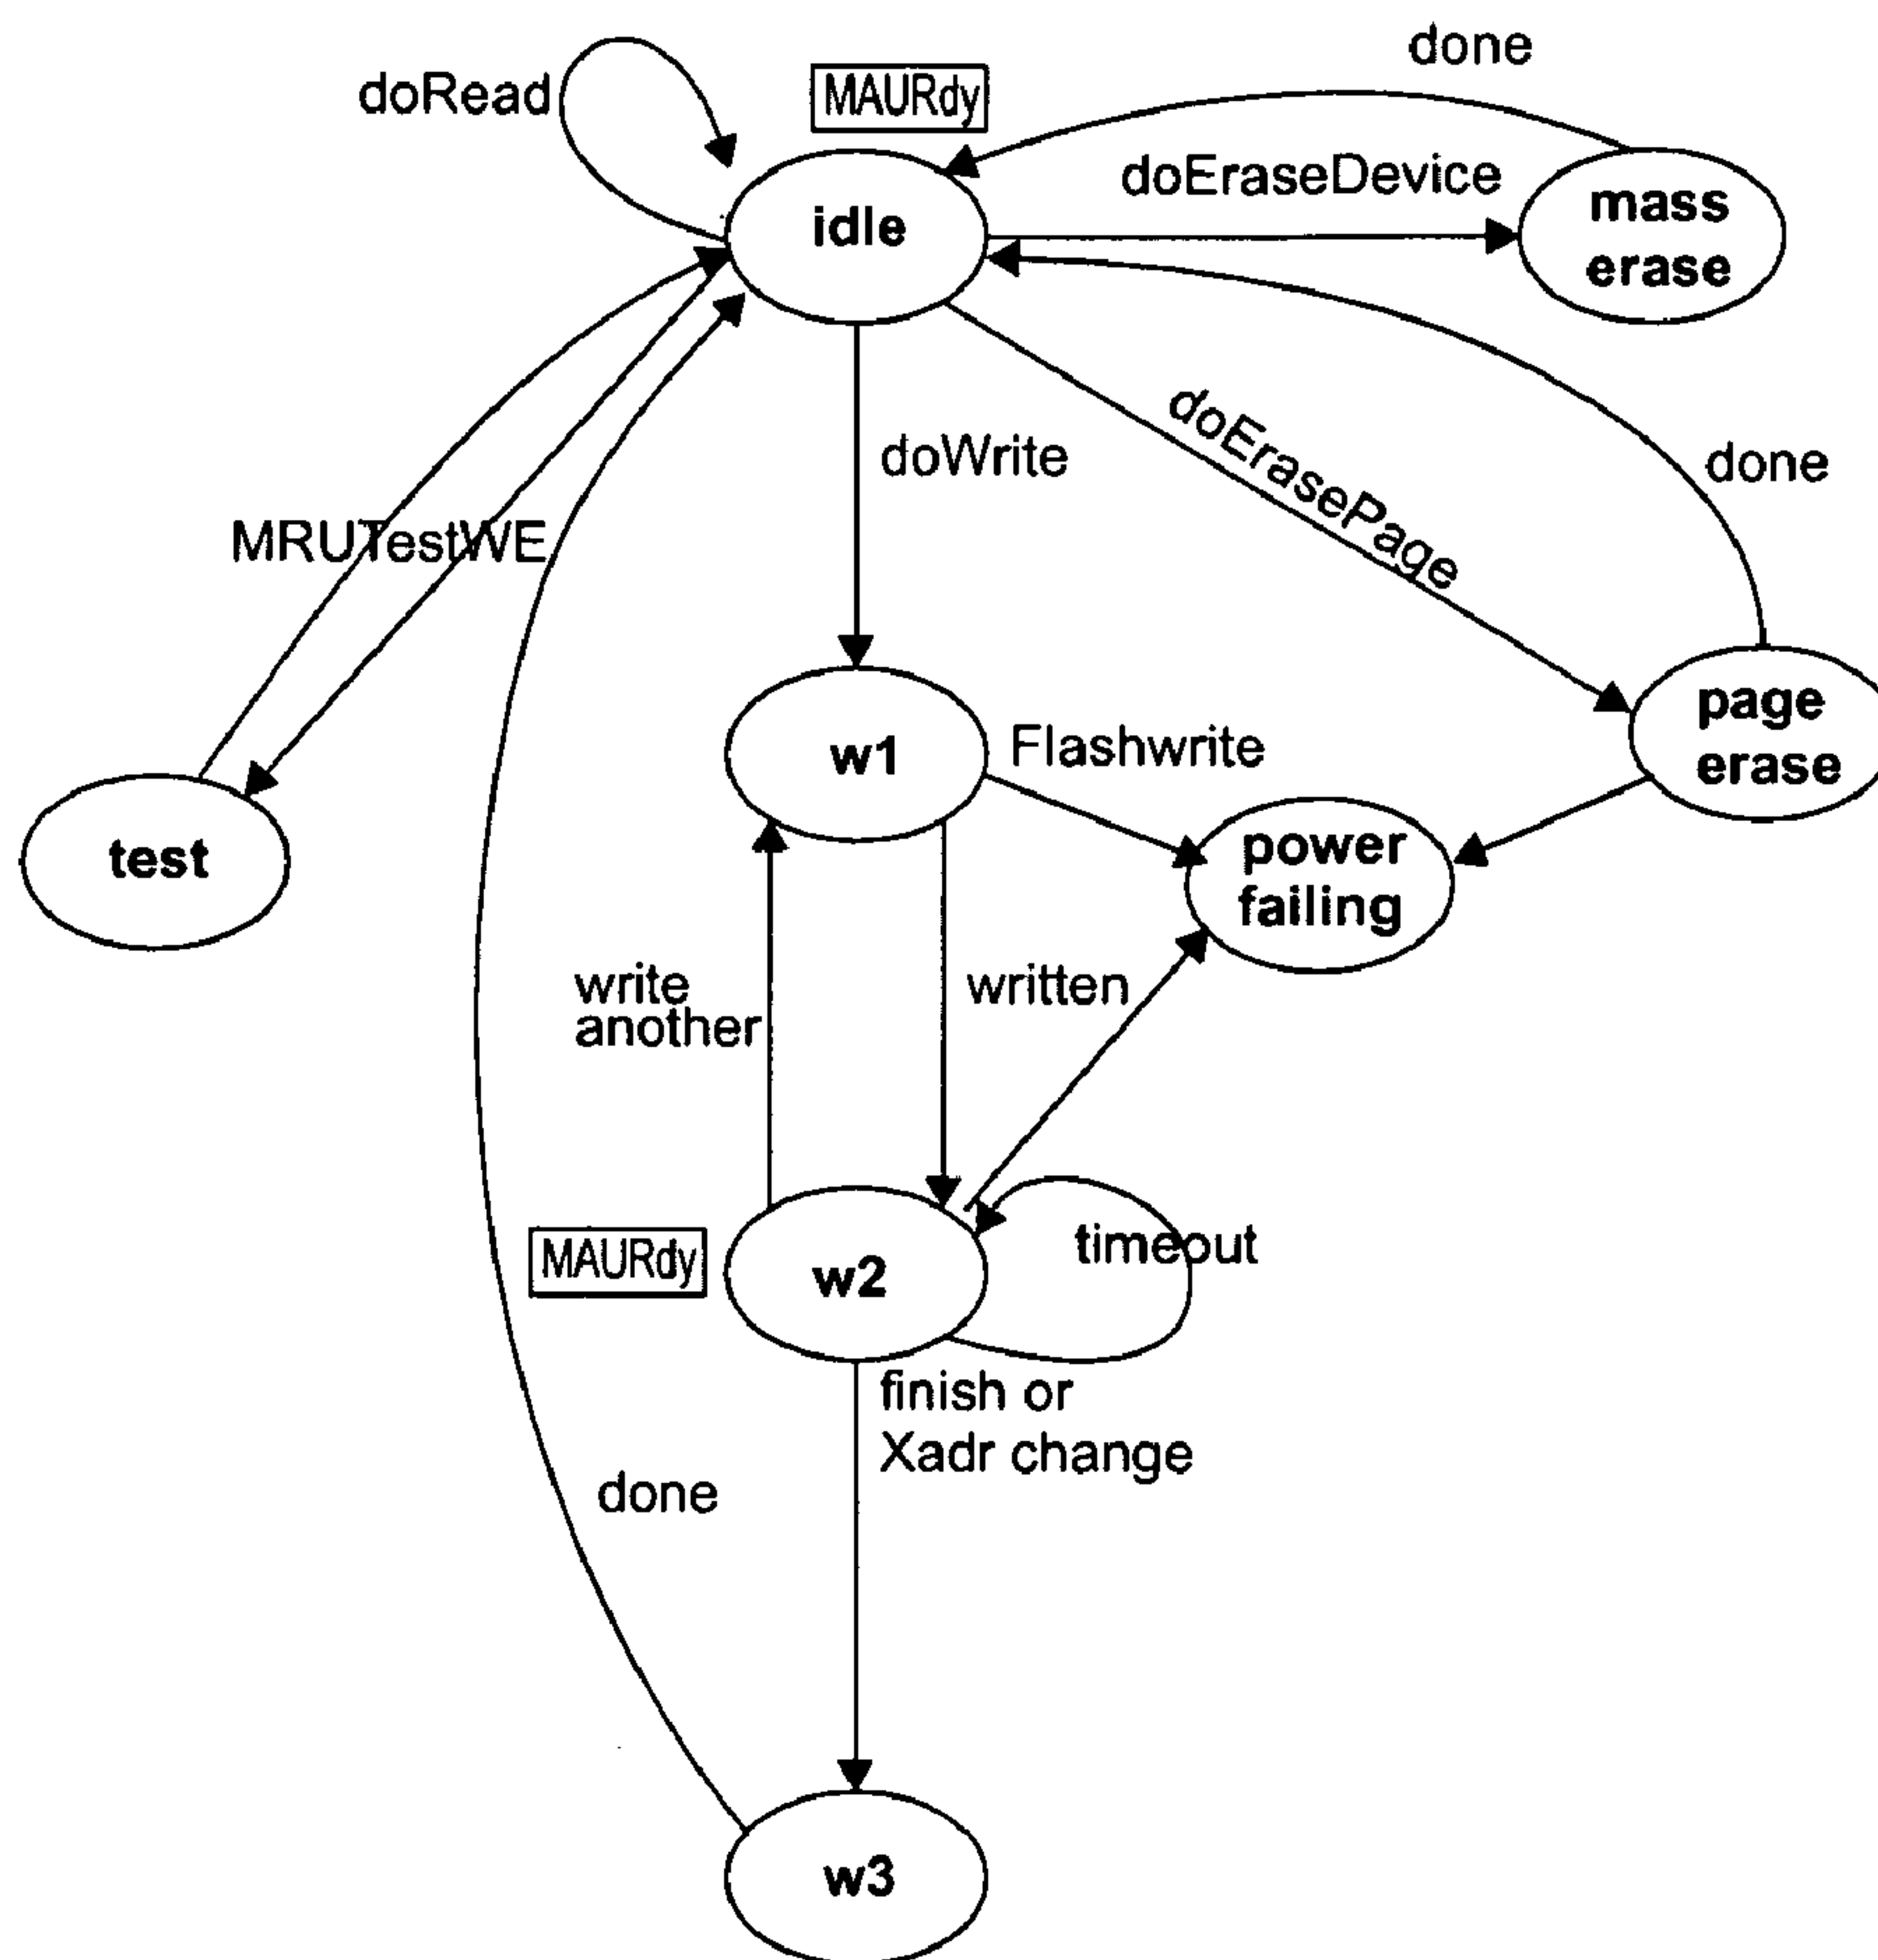 done
doRead
MAURdy
doEraseDevice
mass
erase
idle
doErasePage
doWrite
done
MRUTestWE
page
erase
w1
Flashwrite
power
failing
test
write
another
written
timeout
MAURdy
w2
finish or
Xadr change
done
w3